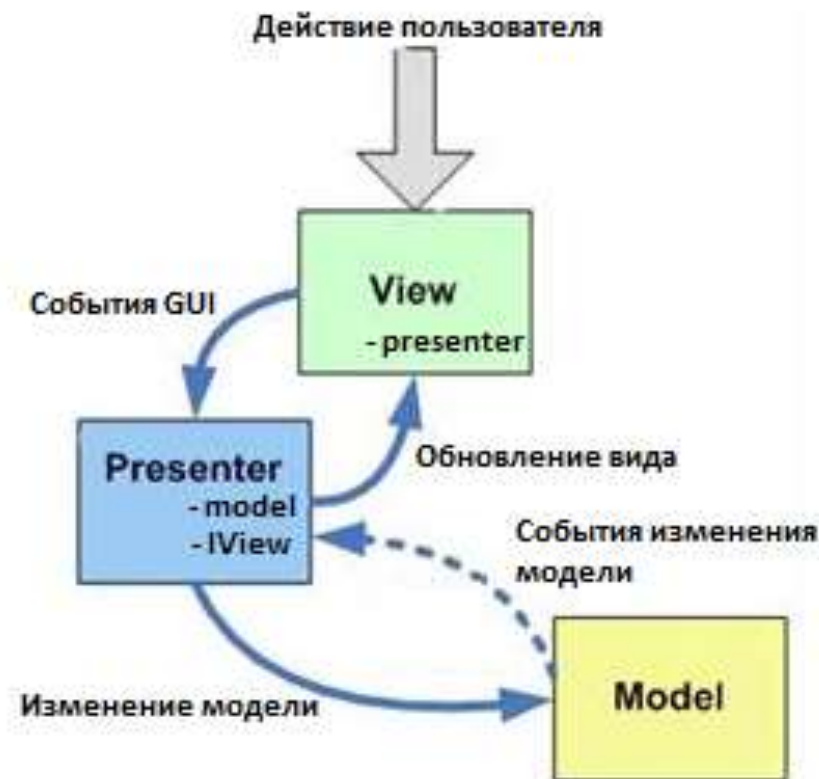 Действие пользователя
View
- presenter
События GUI
Presenter
- model
- IView
Обновление вида
События изменения
модели
Изменение модели
Model